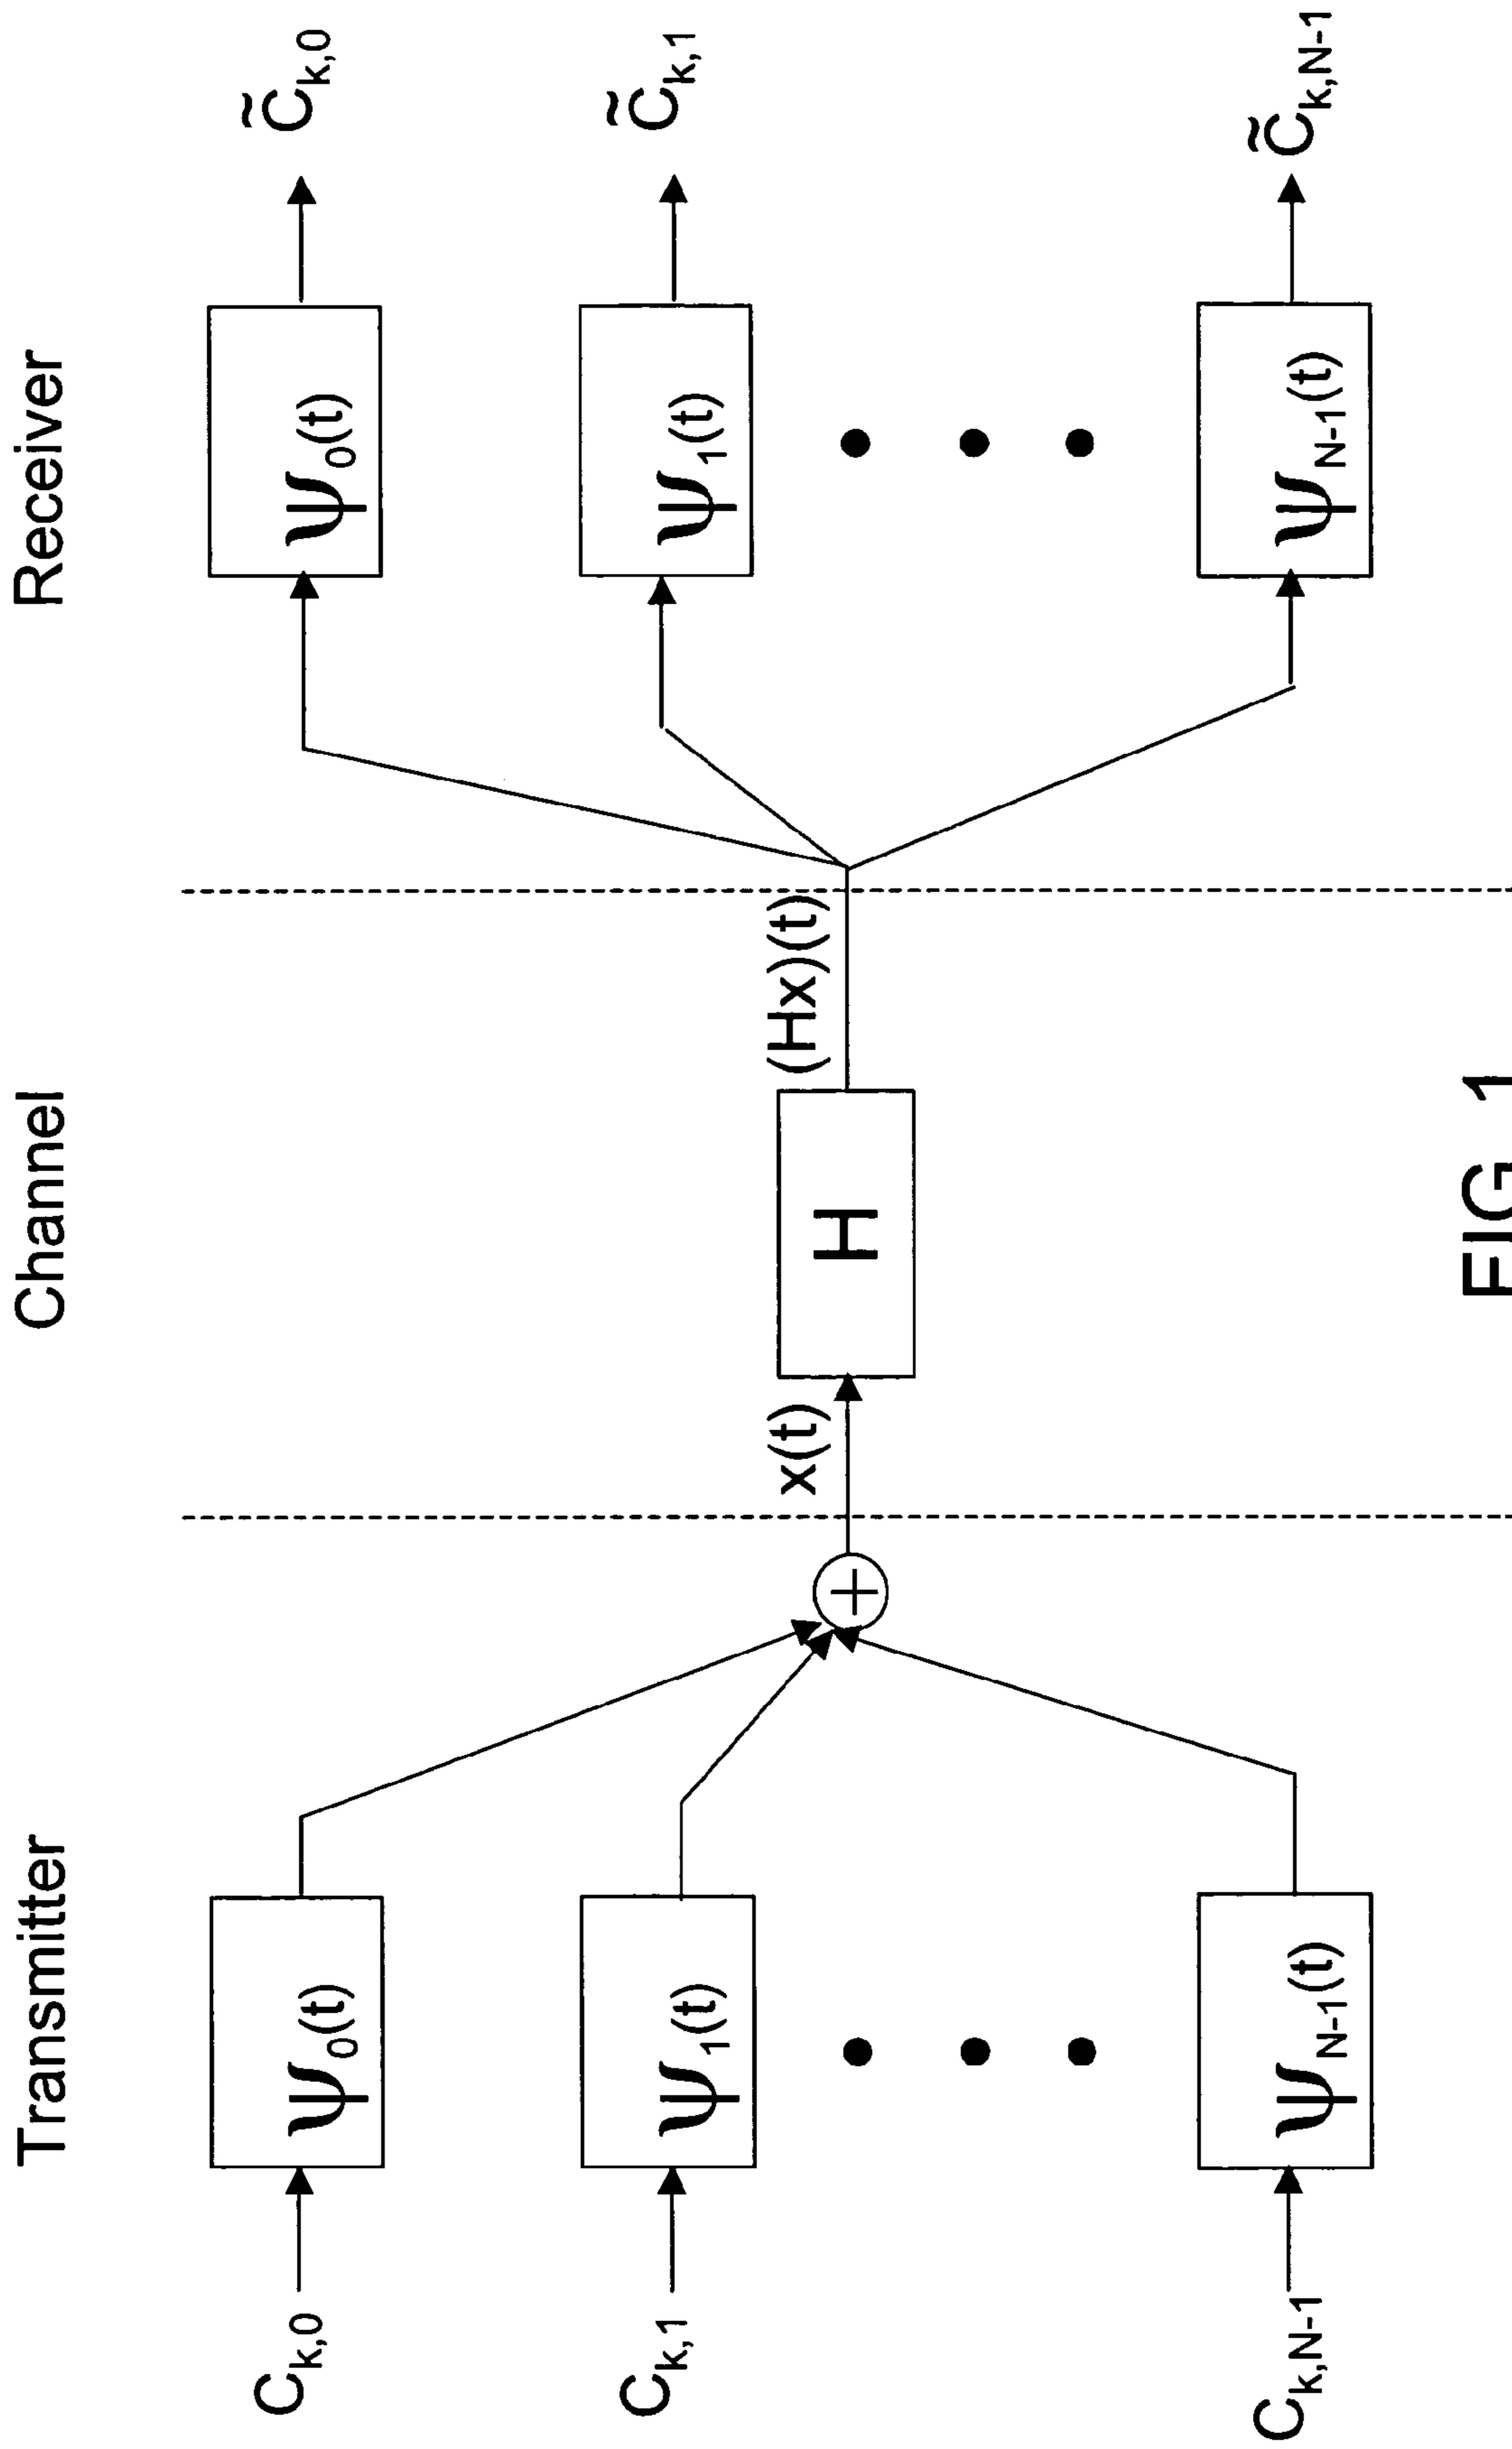 Transmitter
Channel
Receiver
C_{k,0}
ψ_0(t)
ψ_0(t)
C̃_{k,0}
C_{k,1}
ψ_1(t)
ψ_1(t)
C̃_{k,1}
x(t)
(Hx)(t)
+
H
C_{k,N-1}
ψ_{N-1}(t)
ψ_{N-1}(t)
C̃_{k,N-1}
FIG 1